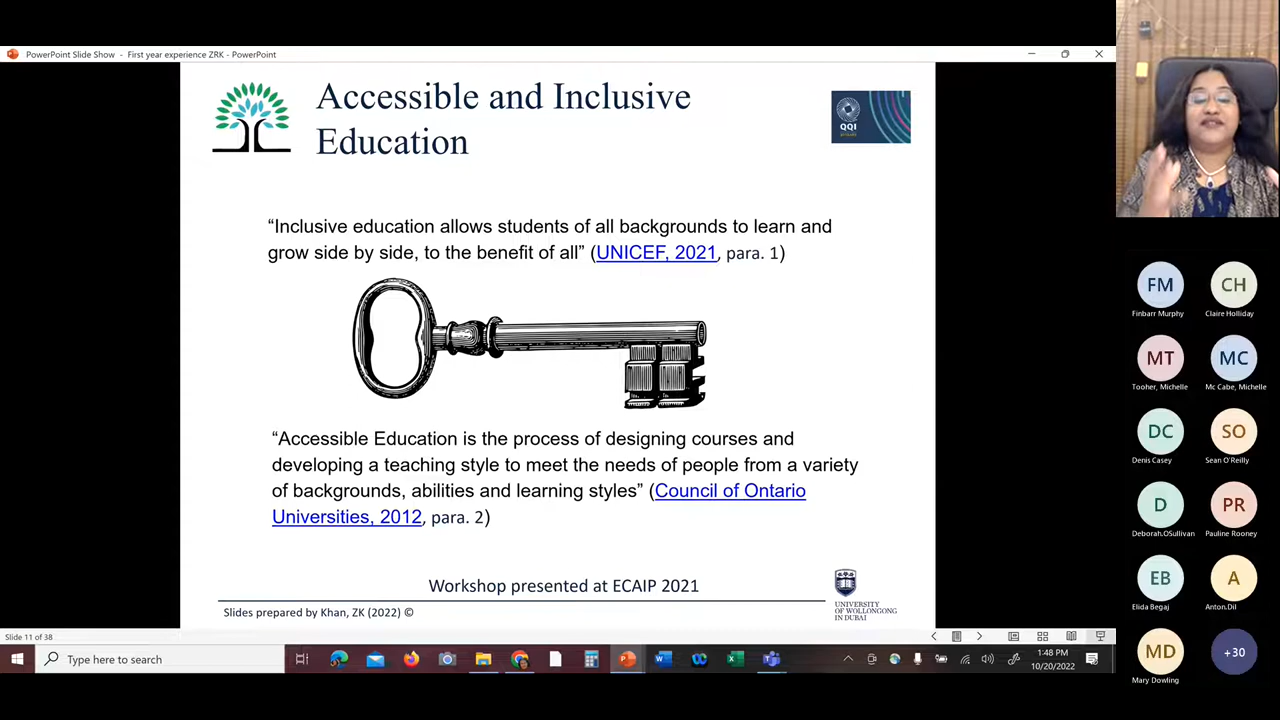 PowerPoint Slide Show - First year experience ZRK - PowerPoint
Accessible and Inclusive
Education
QQI
“Inclusive education allows students of all backgrounds to learn and
grow side by side, to the benefit of all” (UNICEF, 2021, para. 1)
“Accessible Education is the process of designing courses and
developing a teaching style to meet the needs of people from a variety
of backgrounds, abilities and learning styles” (Council of Ontario
Universities, 2012, para. 2)
Workshop presented at ECAIP 2021
Slides prepared by Khan, ZK (2022) ©
UNIVERSITY
OF WOLLONGONG
IN DUBAI
Slide 11 of 38
Type here to search
1:48 PM
10/20/2022
FM
Finbarr Murphy
CH
Claire Holliday
MT
Tooher, Michelle
MC
Mc Cabe, Michelle
DC
Denis Casey
SO
Sean O'Reilly
D
Deborah.OSullivan
PR
Pauline Rooney
EB
Elida Begaj
A
Anton.Dil
MD
Mary Dowling
+30